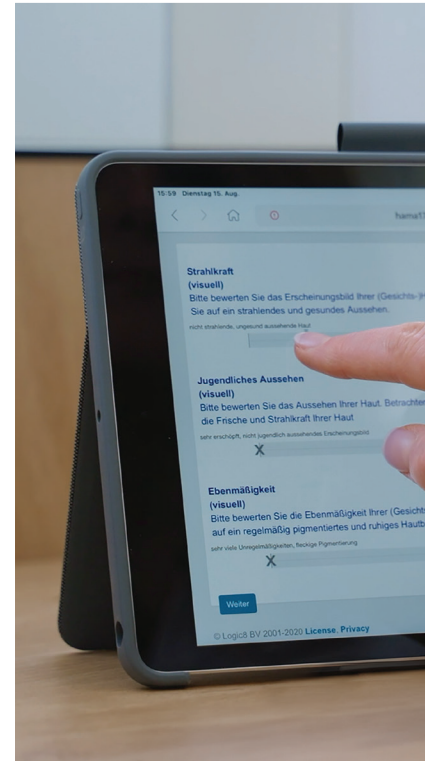 15:59 Dienstag 15. Aug.
Strahlkraft
(visuell)
Bitte bewerten Sie das Erscheinungsbild Ihrer (Gesichts-)H
Sie auf ein strahlendes und gesundes Aussehen.
nicht strahlende, ungesund aussehende Haut
Jugendliches Aussehen
(visuell)
Bitte bewerten Sie das Aussehen Ihrer Haut. Betrachten
die Frische und Strahlkraft Ihrer Haut
sehr erschöpft, nicht jugendlich aussehendes Erscheinungsbild
X
Ebenmäßigkeit
(visuell)
Bitte bewerten Sie die Ebenmäßigkeit Ihrer (Gesichts
auf ein regelmäßig pigmentiertes und ruhiges Hautb
sehr viele Unregelmäßigkeiten, fleckige Pigmentierung
X
Weiter
© Logic8 BV 2001-2020 License, Privacy